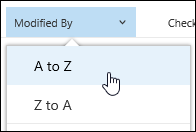 Modified By Check
A to Z
Z to A